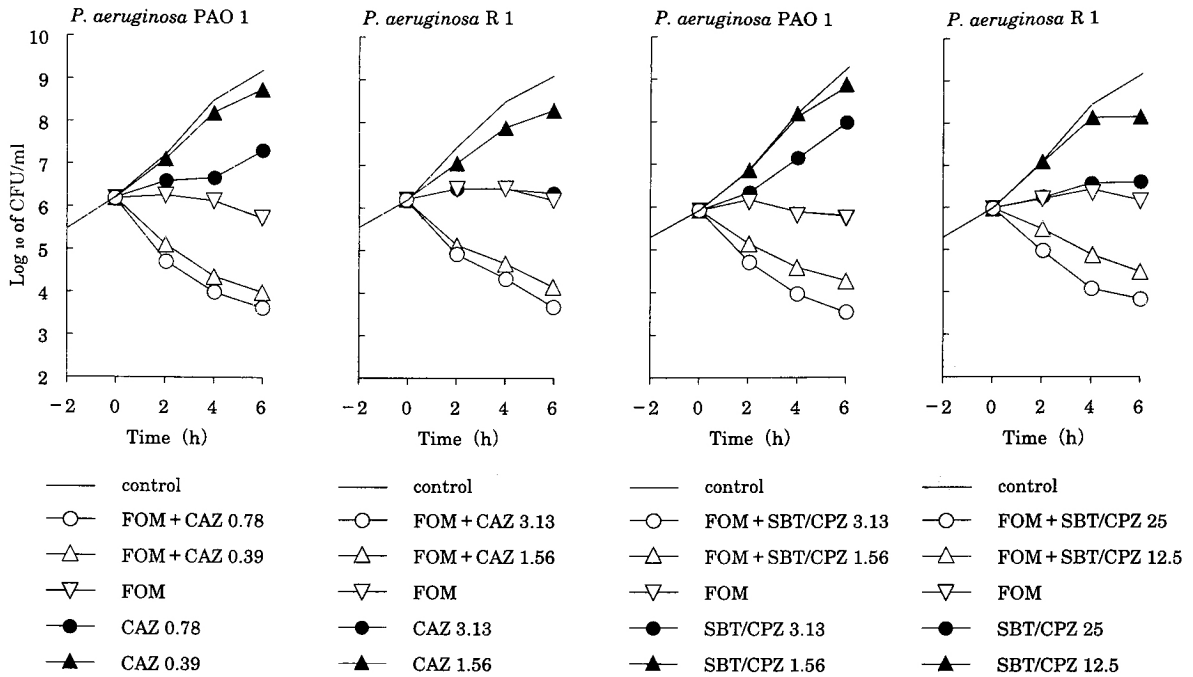 P. aeruginosa PAO 1
P. aeruginosa R 1
P. aeruginosa PAO 1
P. aeruginosa R 1
Log 10 of CFU/ml
10
9
8
7
6
5
4
3
2
−2 0 2 4 6
−2 0 2 4 6
−2 0 2 4 6
−2 0 2 4 6
Time (h)
Time (h)
Time (h)
Time (h)
control
FOM + CAZ 0.78
FOM + CAZ 0.39
FOM
CAZ 0.78
CAZ 0.39
control
FOM + CAZ 3.13
FOM + CAZ 1.56
FOM
CAZ 3.13
CAZ 1.56
control
FOM + SBT/CPZ 3.13
FOM + SBT/CPZ 1.56
FOM
SBT/CPZ 3.13
SBT/CPZ 1.56
control
FOM + SBT/CPZ 25
FOM + SBT/CPZ 12.5
FOM
SBT/CPZ 25
SBT/CPZ 12.5